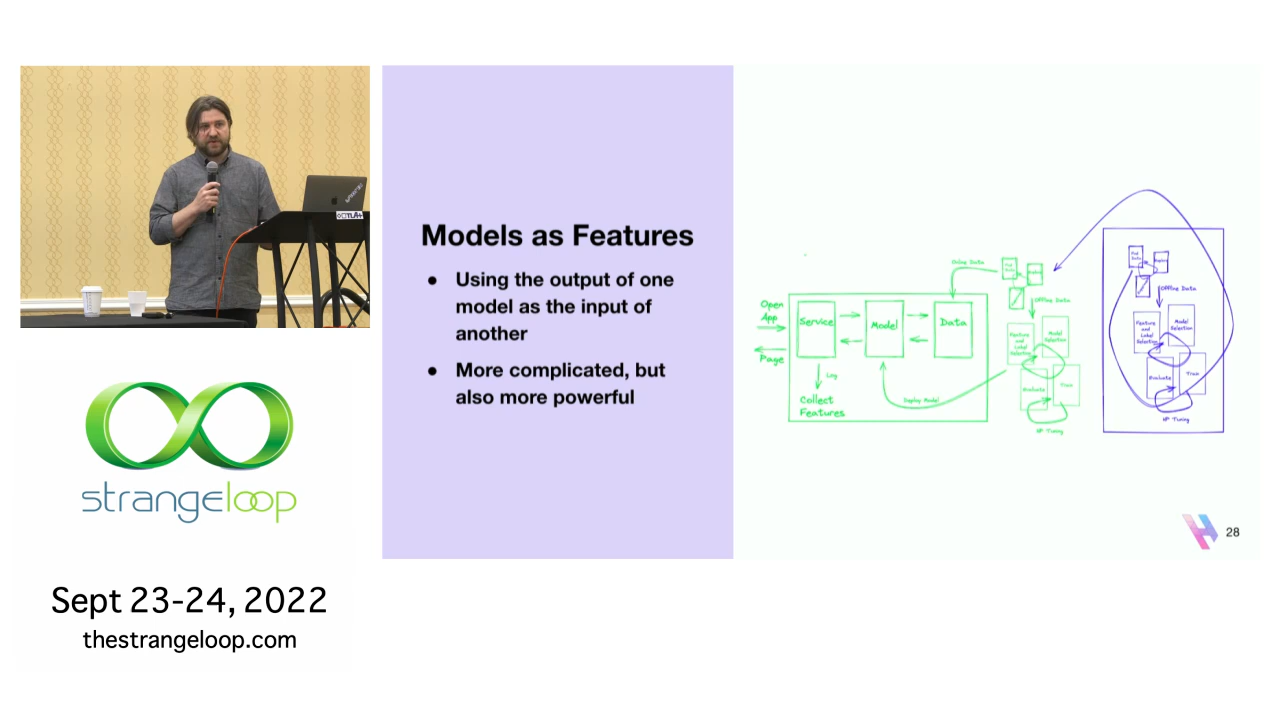 TLA+
strangeloop
Sept 23-24, 2022
thestrangeloop.com
Models as Features
● Using the output of one
model as the input of
another
● More complicated, but
also more powerful
Open
App
Page
Service
Model
Data
Log
Collect
Features
Deploy Model
Online Data
Offline Data
Feature
and
Label
Selection
Model
Selection
Evaluate
Train
HP Tuning
Offline Data
Feature
and
Label
Selection
Model
Selection
Evaluate
Train
HP Tuning
28